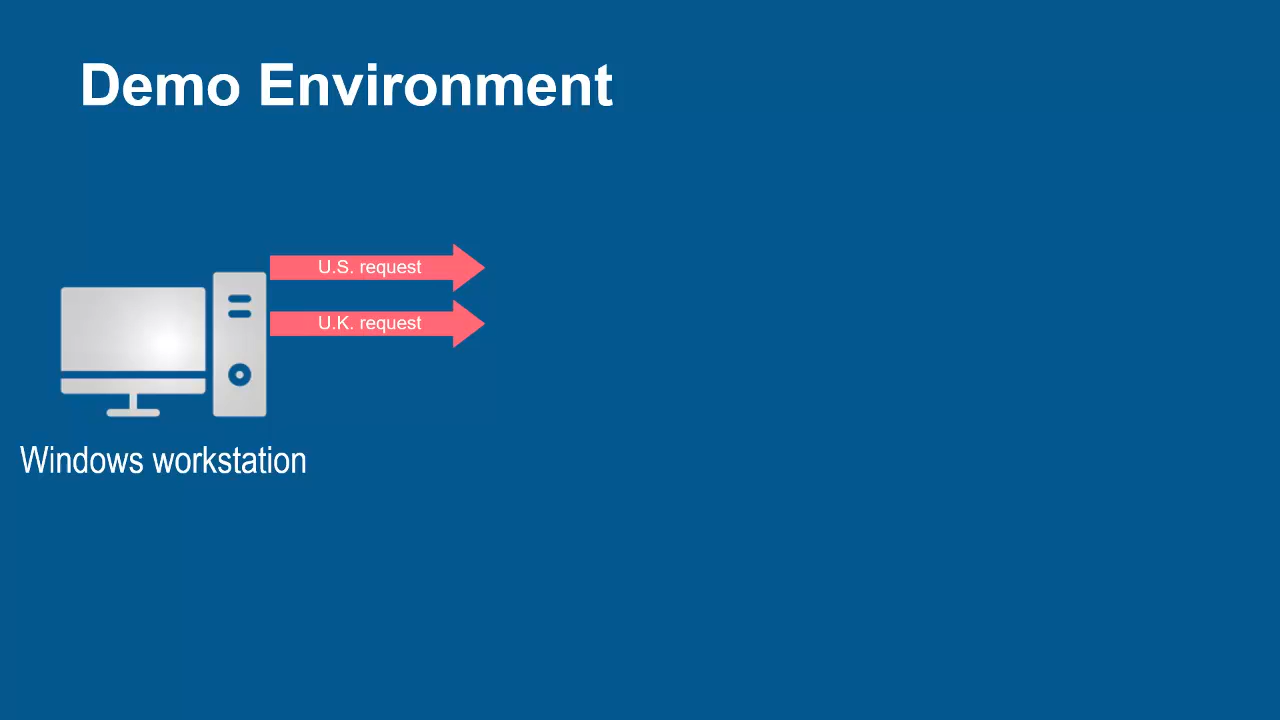 Demo Environment
U.S. request
U.K. request
Windows workstation